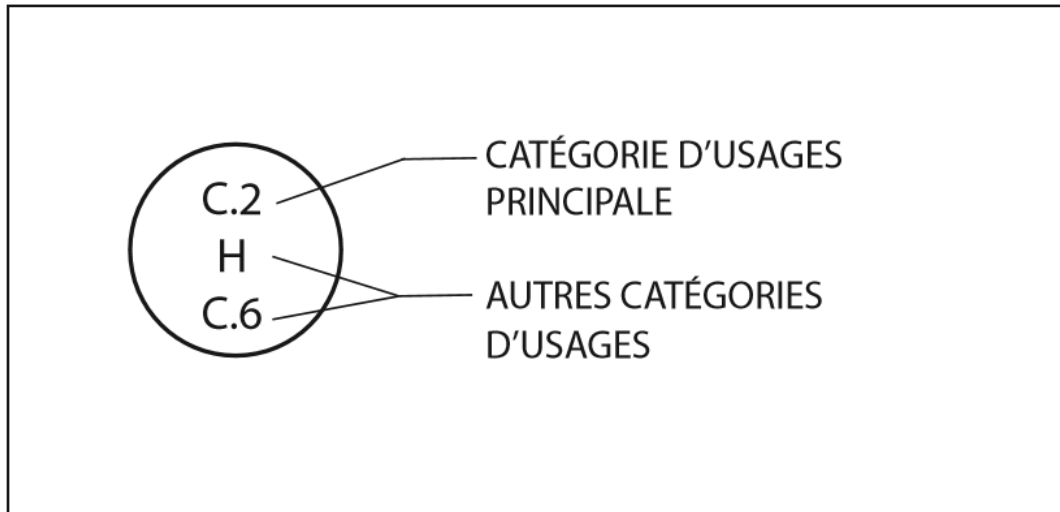 C.2
H
C.6
CATÉGORIE D'USAGES
PRINCIPALE
AUTRES CATÉGORIES
D'USAGES